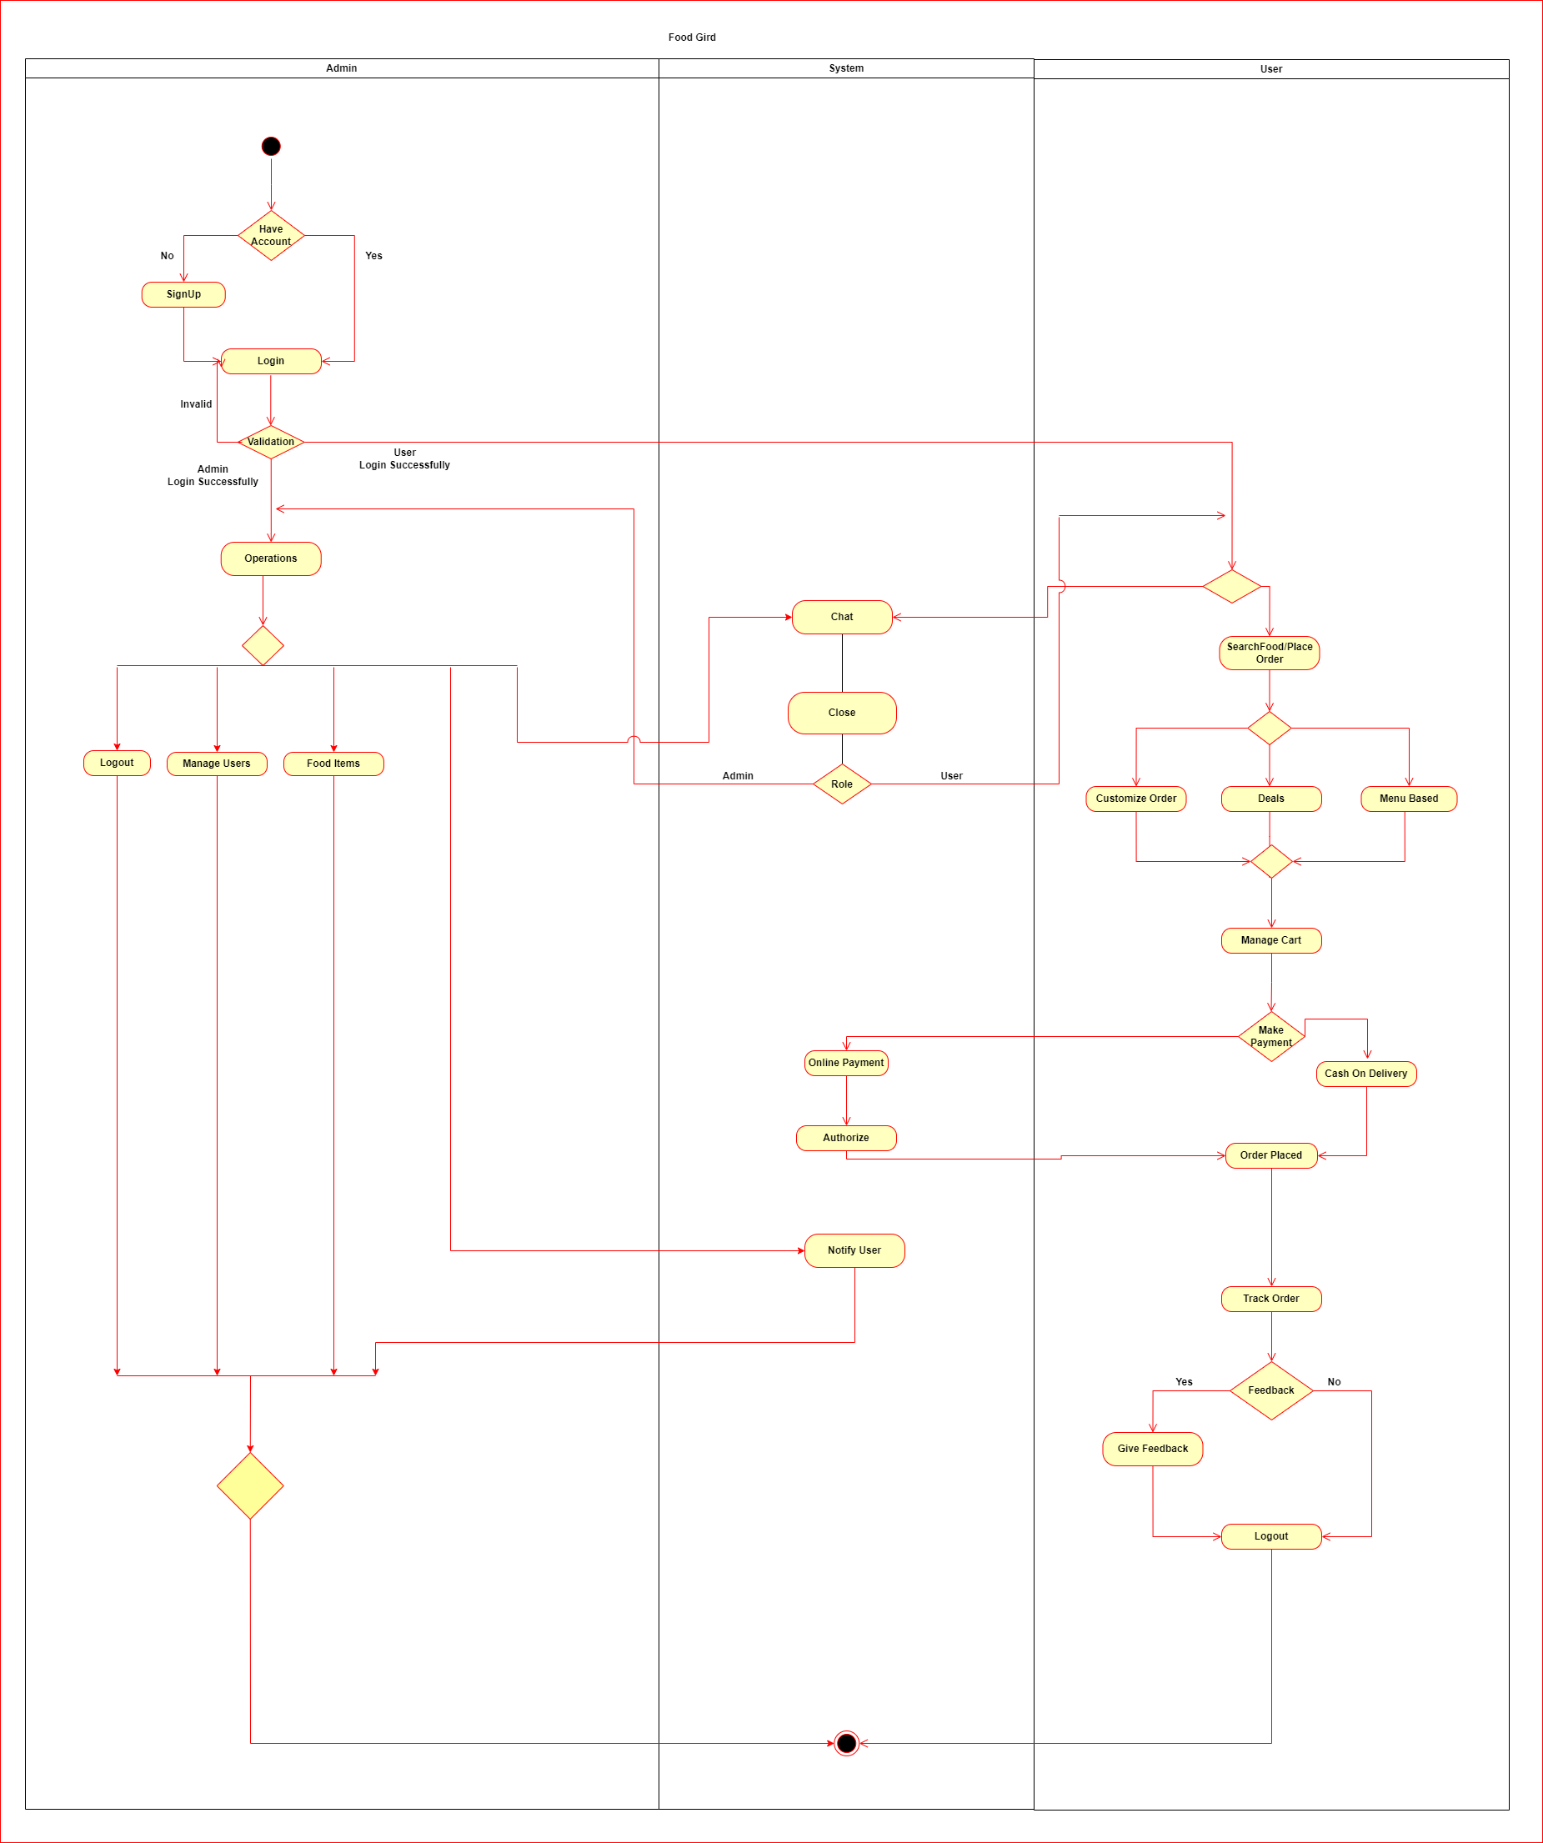 Food Gird
Admin
System
User
Have
Account
No
Yes
SignUp
Login
Invalid
Validation
User
Login Successfully
Admin
Login Successfully
Operations
Chat
SearchFood/Place
Order
Close
Logout
Manage Users
Food Items
Admin
User
Role
Customize Order
Deals
Menu Based
Manage Cart
Make
Payment
Online Payment
Cash On Delivery
Authorize
Order Placed
Notify User
Track Order
Yes
No
Feedback
Give Feedback
Logout